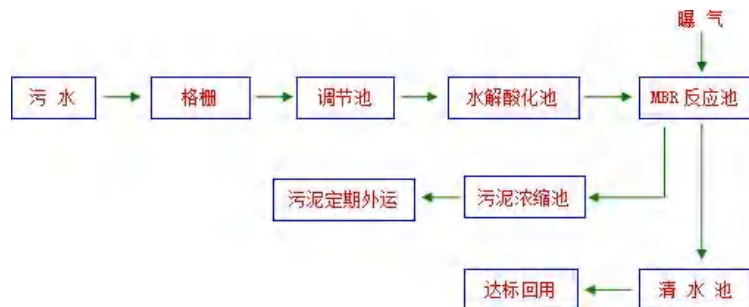 曝 气
污 水
格栅
调节池
水解酸化池
MBR 反应池
污泥定期外运
污泥浓缩池
达标回用
清 水 池